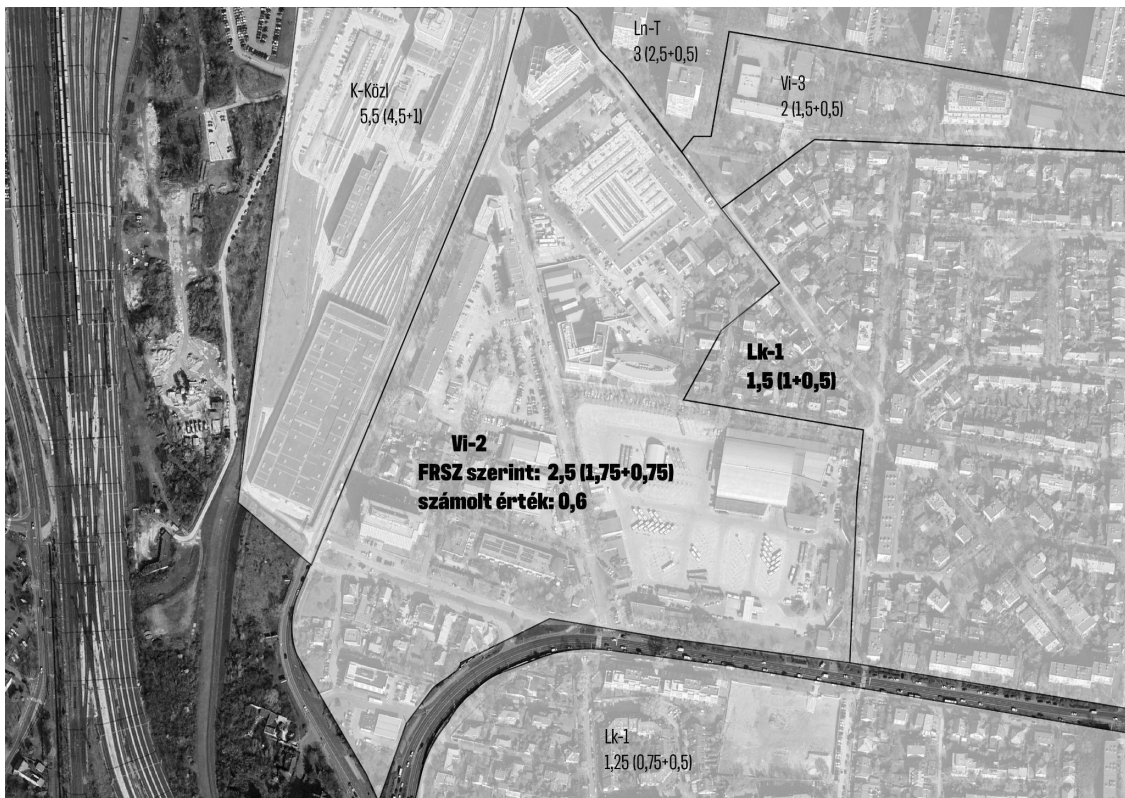 Ln-T
3 (2,5+0,5)
K-Közl
5,5 (4,5+1)
Vi-3
2 (1,5+0,5)
Lk-1
1,5 (1+0,5)
Vi-2
FRSZ szerint: 2,5 (1,75+0,75)
számolt érték: 0,6
Lk-1
1,25 (0,75+0,5)